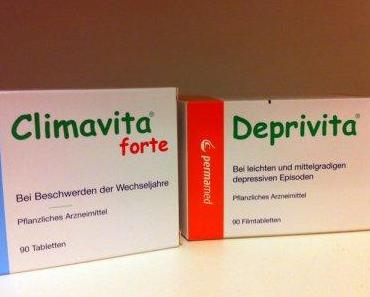 Climavita®
forte
Bei Beschwerden der Wechseljahre
Pflanzliches Arzneimittel
90 Tabletten
permamed
Deprivita®
Bei leichten und mittelgradigen
depressiven Episoden
Pflanzliches Arzneimittel
90 Filmtabletten